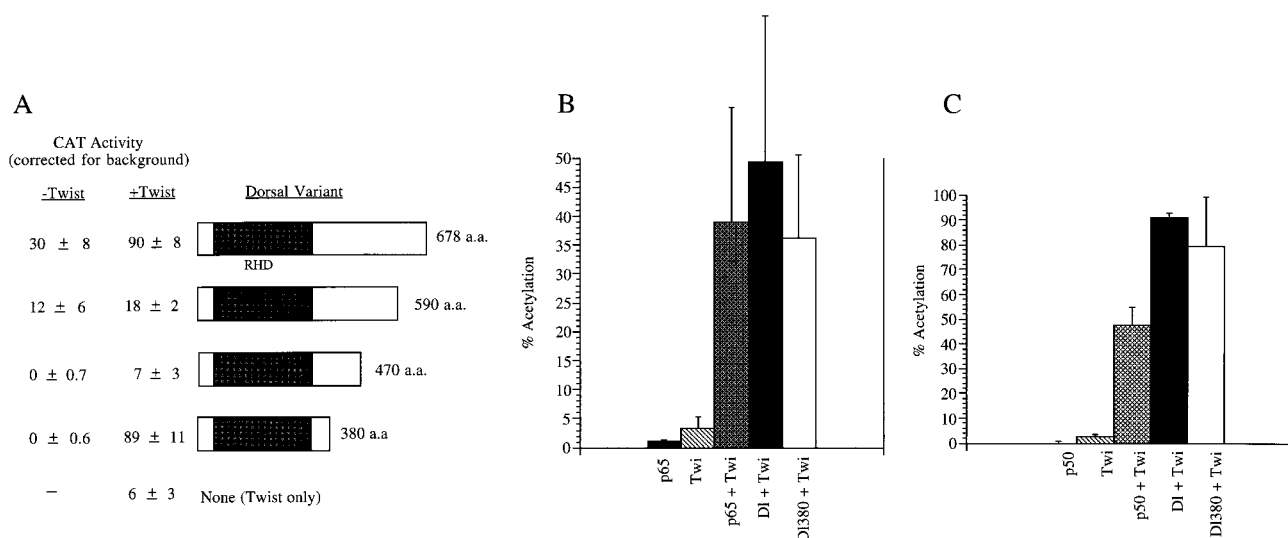 A
CAT Activity
(corrected for background)
-Twist +Twist Dorsal Variant
30 ± 8 90 ± 8 678 a.a.
RHD
12 ± 6 18 ± 2 590 a.a.
0 ± 0.7 7 ± 3 470 a.a.
0 ± 0.6 89 ± 11 380 a.a
– 6 ± 3 None (Twist only)
B
% Acetylation
50
45
40
35
30
25
20
15
10
5
0
p65
Twi
p65 + Twi
Dl + Twi
Dl380 + Twi
C
% Acetylation
100
90
80
70
60
50
40
30
20
10
0
p50
Twi
p50 + Twi
Dl + Twi
Dl380 + Twi